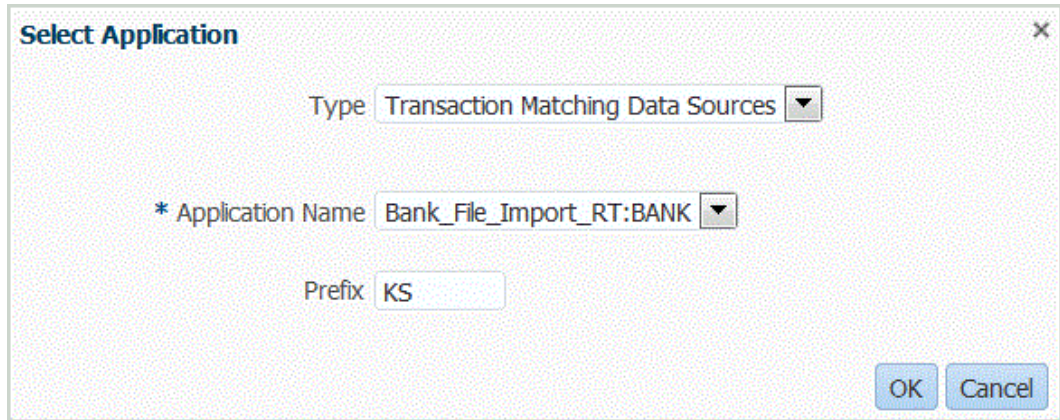 Select Application ×
Type Transaction Matching Data Sources
* Application Name Bank_File_Import_RT:BANK
Prefix KS
OK Cancel